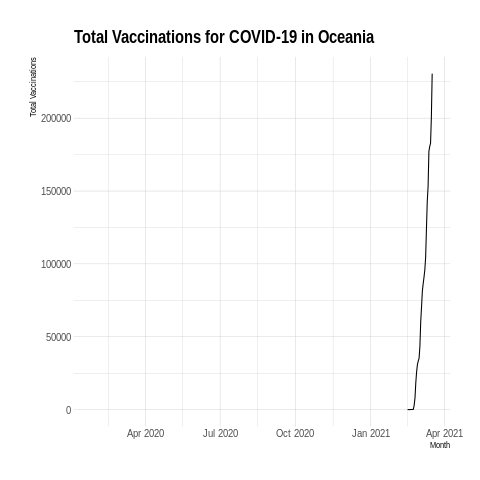 Total Vaccinations for COVID-19 in Oceania
Total Vaccinations
200000
150000
100000
50000
0
Apr 2020 Jul 2020 Oct 2020 Jan 2021 Apr 2021
Month